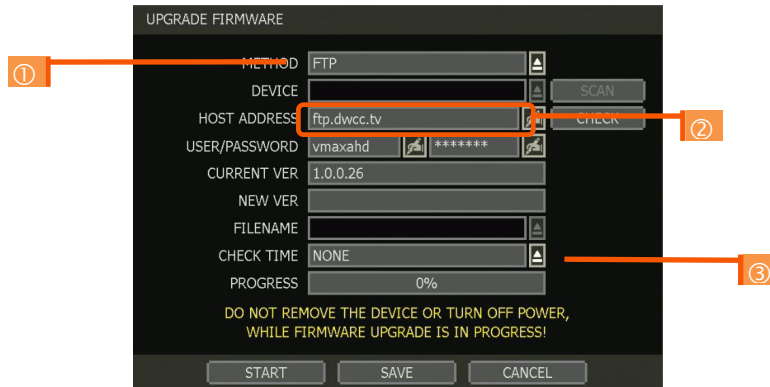 UPGRADE FIRMWARE
① METHOD FTP
DEVICE SCAN
HOST ADDRESS ftp.dwcc.tv CHECK ②
USER/PASSWORD vmaxahd *******
CURRENT VER 1.0.0.26
NEW VER
FILENAME
CHECK TIME NONE ③
PROGRESS 0%
DO NOT REMOVE THE DEVICE OR TURN OFF POWER,
WHILE FIRMWARE UPGRADE IS IN PROGRESS!
START SAVE CANCEL